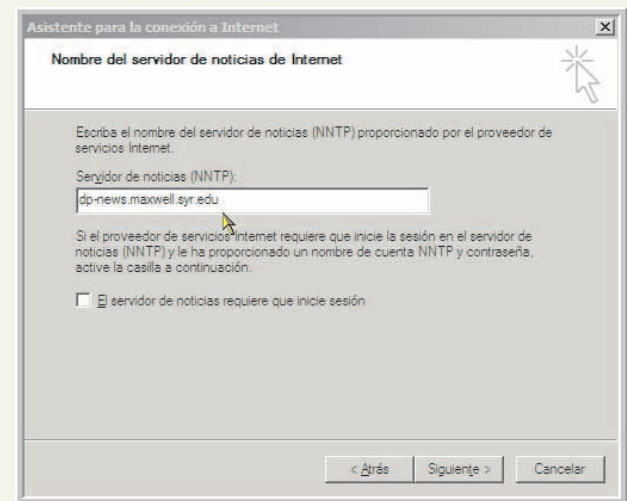 Asistente para la conexión a Internet
Nombre del servidor de noticias de Internet
Escriba el nombre del servidor de noticias (NNTP) proporcionado por el proveedor de
servicios Internet.
Servidor de noticias (NNTP):
dp-news.maxwell.syr.edu
Si el proveedor de servicios Internet requiere que inicie la sesión en el servidor de
noticias (NNTP) y le ha proporcionado un nombre de cuenta NNTP y contraseña,
active la casilla a continuación.
El servidor de noticias requiere que inicie sesión
< Atrás
Siguiente >
Cancelar